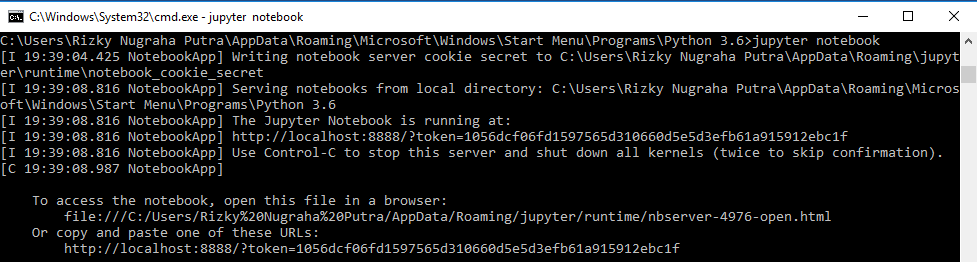 C:\Windows\System32\cmd.exe - jupyter  notebook
C:\Users\Rizky Nugraha Putra\AppData\Roaming\Microsoft\Windows\Start Menu\Programs\Python 3.6>jupyter notebook
[I 19:39:04.425 NotebookApp] Writing notebook server cookie secret to C:\Users\Rizky Nugraha Putra\AppData\Roaming\jupyt
er\runtime\notebook_cookie_secret
[I 19:39:08.816 NotebookApp] Serving notebooks from local directory: C:\Users\Rizky Nugraha Putra\AppData\Roaming\Micros
oft\Windows\Start Menu\Programs\Python 3.6
[I 19:39:08.816 NotebookApp] The Jupyter Notebook is running at:
[I 19:39:08.816 NotebookApp] http://localhost:8888/?token=1056dcf06fd1597565d310660d5e5d3efb61a915912ebc1f
[I 19:39:08.816 NotebookApp] Use Control-C to stop this server and shut down all kernels (twice to skip confirmation).
[C 19:39:08.987 NotebookApp]
To access the notebook, open this file in a browser:
file:///C:/Users/Rizky%20Nugraha%20Putra/AppData/Roaming/jupyter/runtime/nbserver-4976-open.html
Or copy and paste one of these URLs:
http://localhost:8888/?token=1056dcf06fd1597565d310660d5e5d3efb61a915912ebc1f